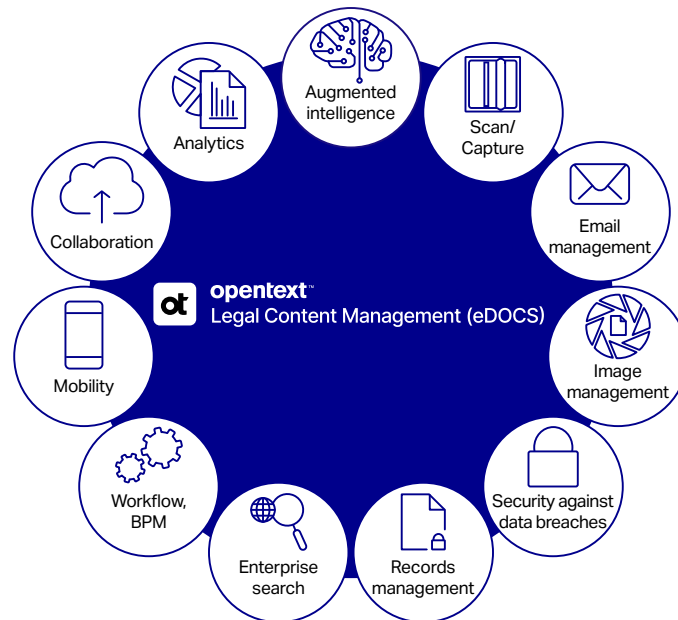 Augmented
intelligence
Scan/
Capture
Email
management
Image
management
Security against
data breaches
Records
management
Enterprise
search
Workflow,
BPM
Mobility
Collaboration
Analytics
ot opentext™
Legal Content Management (eDOCS)